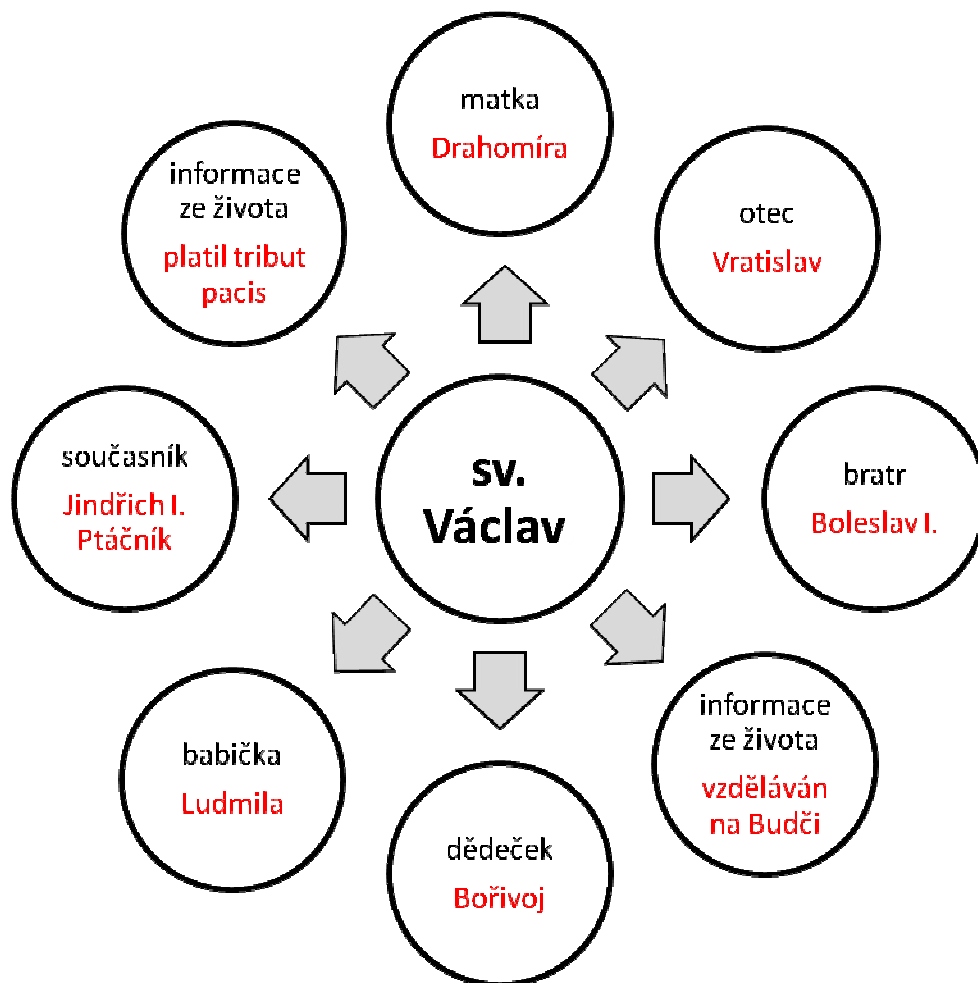 matka
Drahomíra
informace
ze života
platil tribut
pacis
otec
Vratislav
současník
Jindřich I.
Ptáčník
sv.
Václav
bratr
Boleslav I.
babička
Ludmila
informace
ze života
vzděláván
na Budči
dědeček
Bořivoj